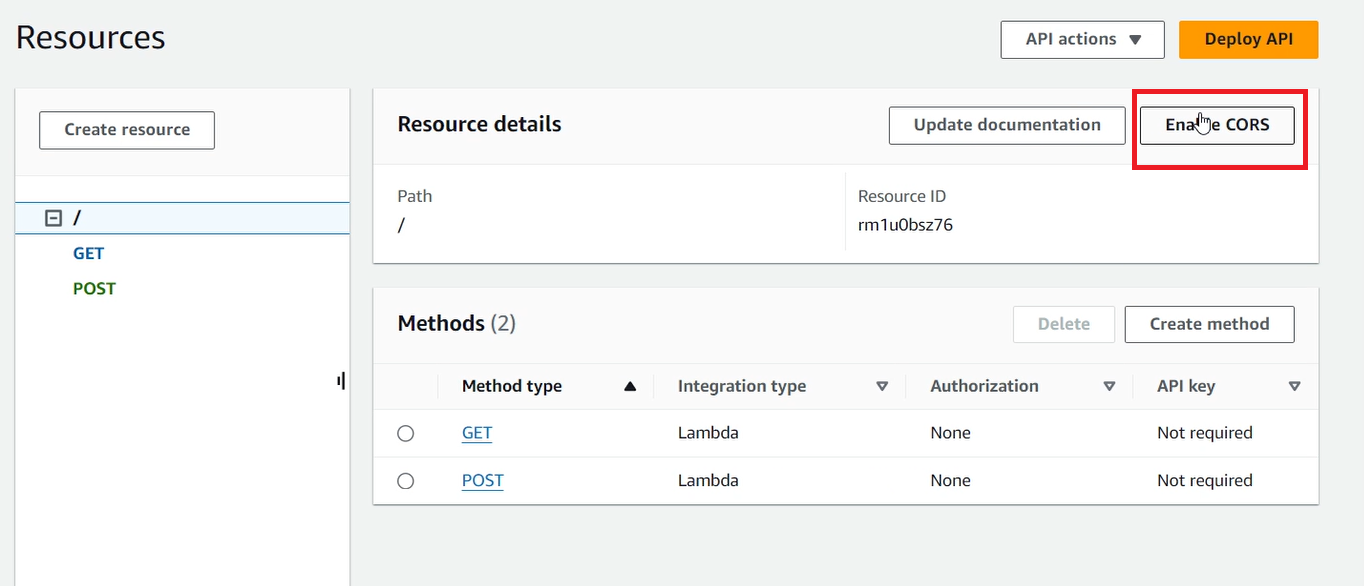 Resources
API actions
Deploy API
Create resource
/
GET
POST
Resource details
Update documentation
Enable CORS
Path
/
Resource ID
rm1u0bsz76
Methods (2)
Delete
Create method
Method type Integration type Authorization API key
GET Lambda None Not required
POST Lambda None Not required